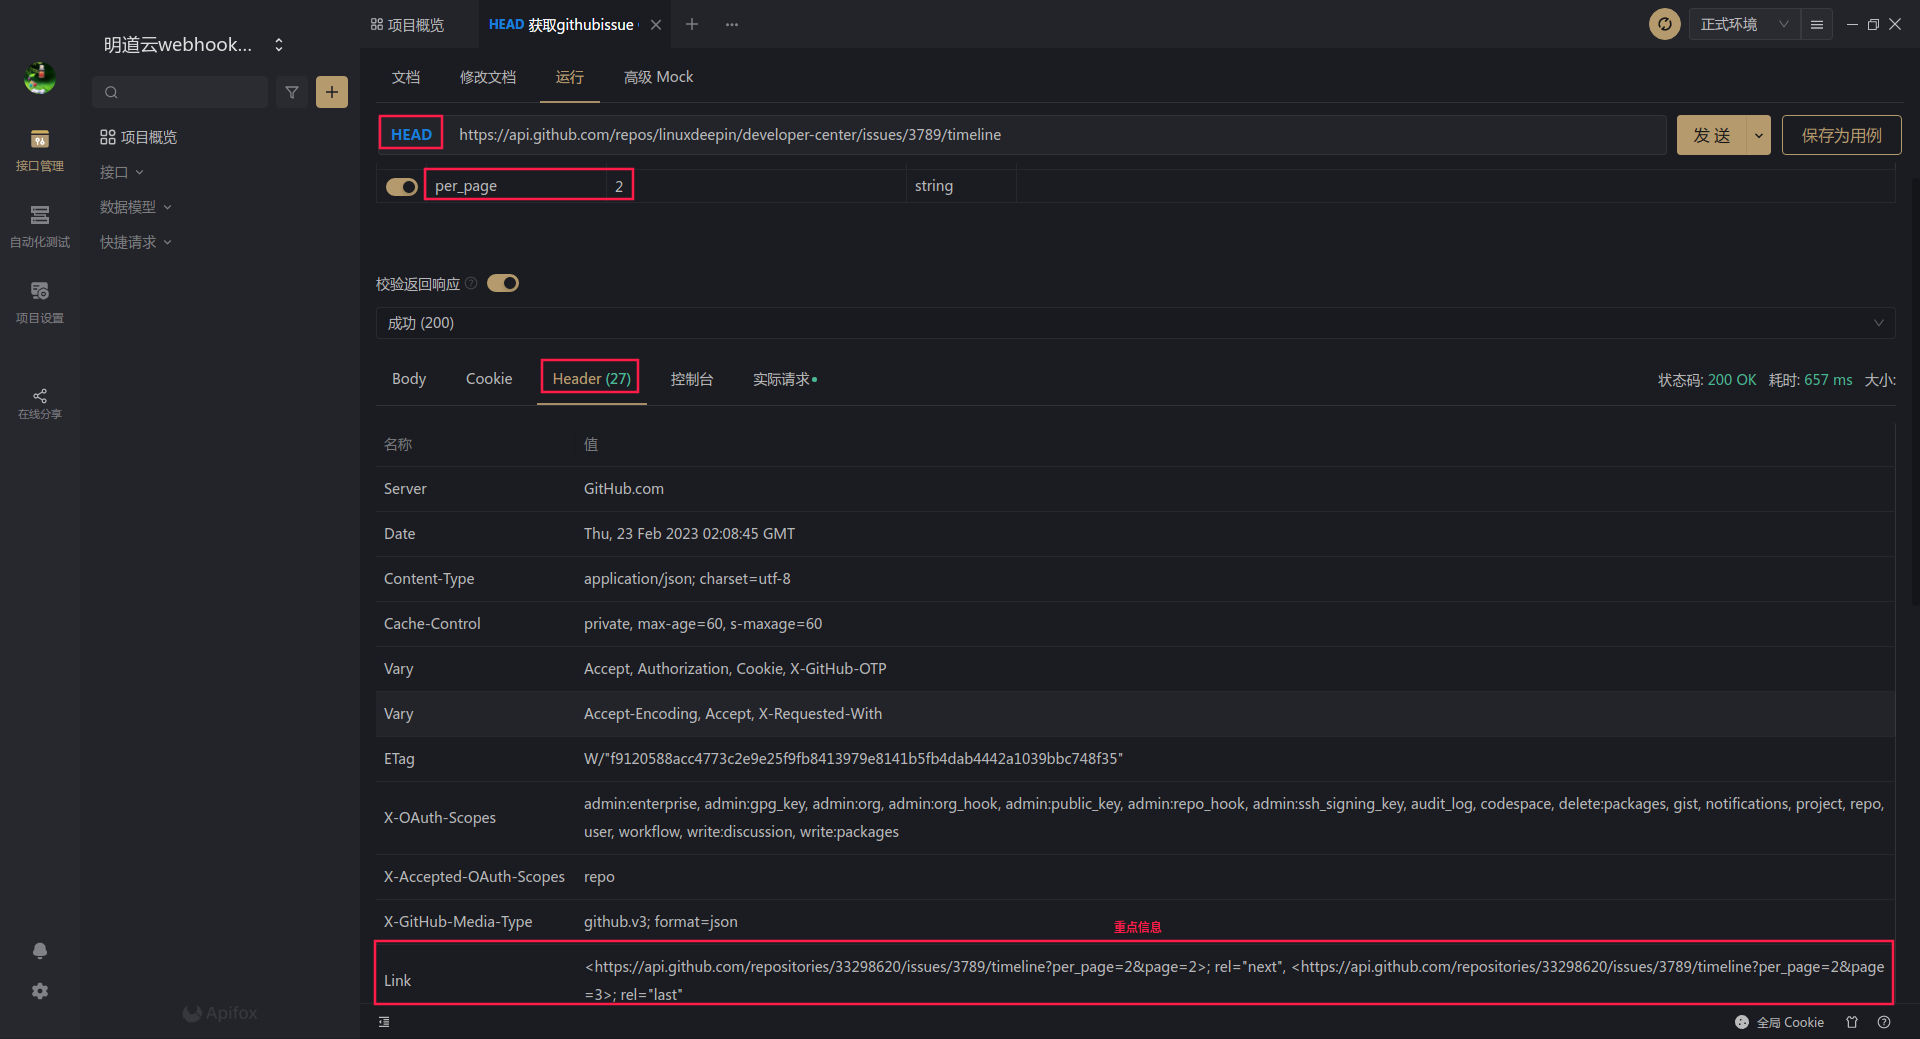 明道云webhook...
项目概览
HEAD 获取githubissue
正式环境
接口管理
自动化测试
项目设置
在线分享
项目概览
接口
数据模型
快捷请求
Apifox
文档
修改文档
运行
高级 Mock
HEAD
https://api.github.com/repos/linuxdeepin/developer-center/issues/3789/timeline
发 送
保存为用例
per_page
2
string
校验返回响应
成功 (200)
Body
Cookie
Header (27)
控制台
实际请求
状态码: 200 OK 耗时: 657 ms 大小:
名称 值
Server GitHub.com
Date Thu, 23 Feb 2023 02:08:45 GMT
Content-Type application/json; charset=utf-8
Cache-Control private, max-age=60, s-maxage=60
Vary Accept, Authorization, Cookie, X-GitHub-OTP
Vary Accept-Encoding, Accept, X-Requested-With
ETag W/"f9120588acc4773c2e9e25f9fb8413979e8141b5fb4dab4442a1039bbc748f35"
X-OAuth-Scopes admin:enterprise, admin:gpg_key, admin:org, admin:org_hook, admin:public_key, admin:repo_hook, admin:ssh_signing_key, audit_log, codespace, delete:packages, gist, notifications, project, repo,
user, workflow, write:discussion, write:packages
X-Accepted-OAuth-Scopes repo
X-GitHub-Media-Type github.v3; format=json
重点信息
Link <https://api.github.com/repositories/33298620/issues/3789/timeline?per_page=2&page=2>; rel="next", <https://api.github.com/repositories/33298620/issues/3789/timeline?per_page=2&page
=3>; rel="last"
全局 Cookie